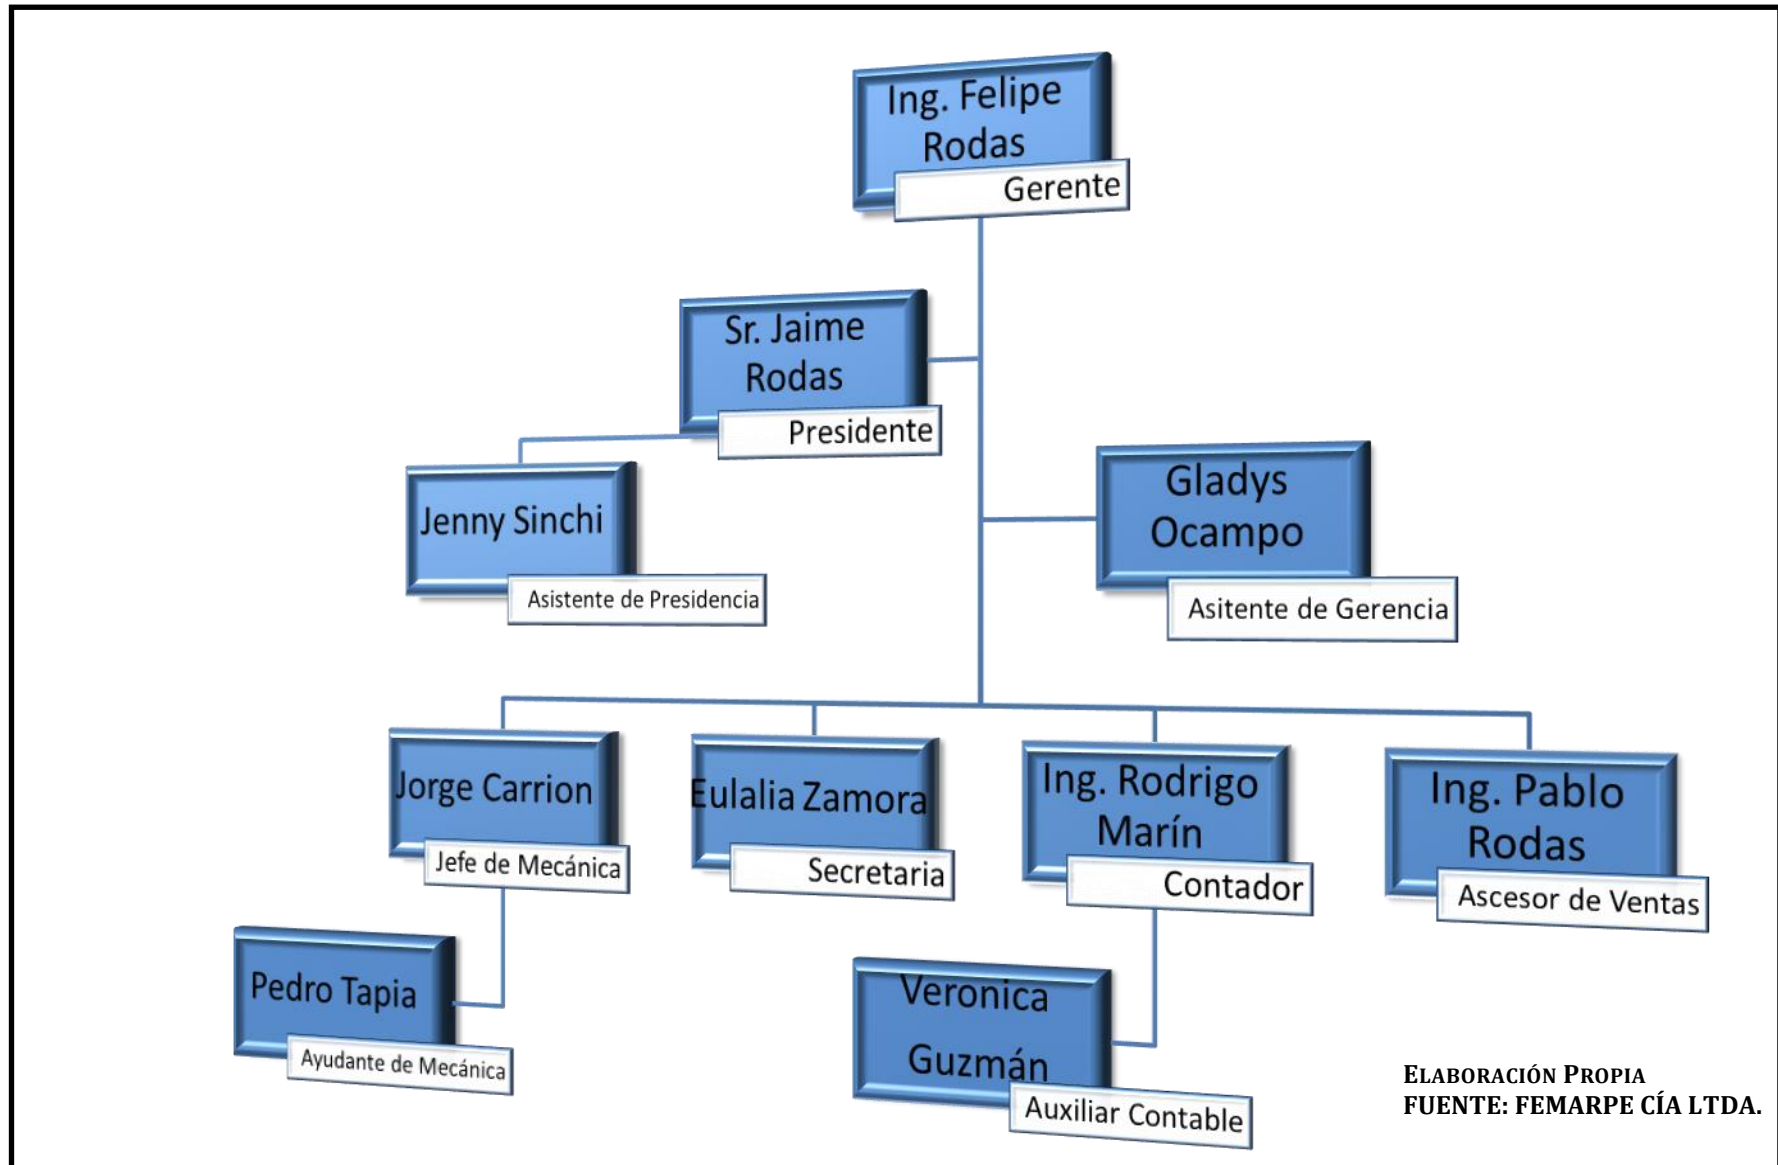 Ing. Felipe
Rodas
Gerente
Sr. Jaime
Rodas
Presidente
Jenny Sinchi
Asistente de Presidencia
Gladys
Ocampo
Asitente de Gerencia
Jorge Carrion
Jefe de Mecánica
Eulalia Zamora
Secretaria
Ing. Rodrigo
Marín
Contador
Ing. Pablo
Rodas
Ascesor de Ventas
Pedro Tapia
Ayudante de Mecánica
Veronica
Guzmán
Auxiliar Contable
ELABORACIÓN PROPIA
FUENTE: FEMARPE CÍA LTDA.